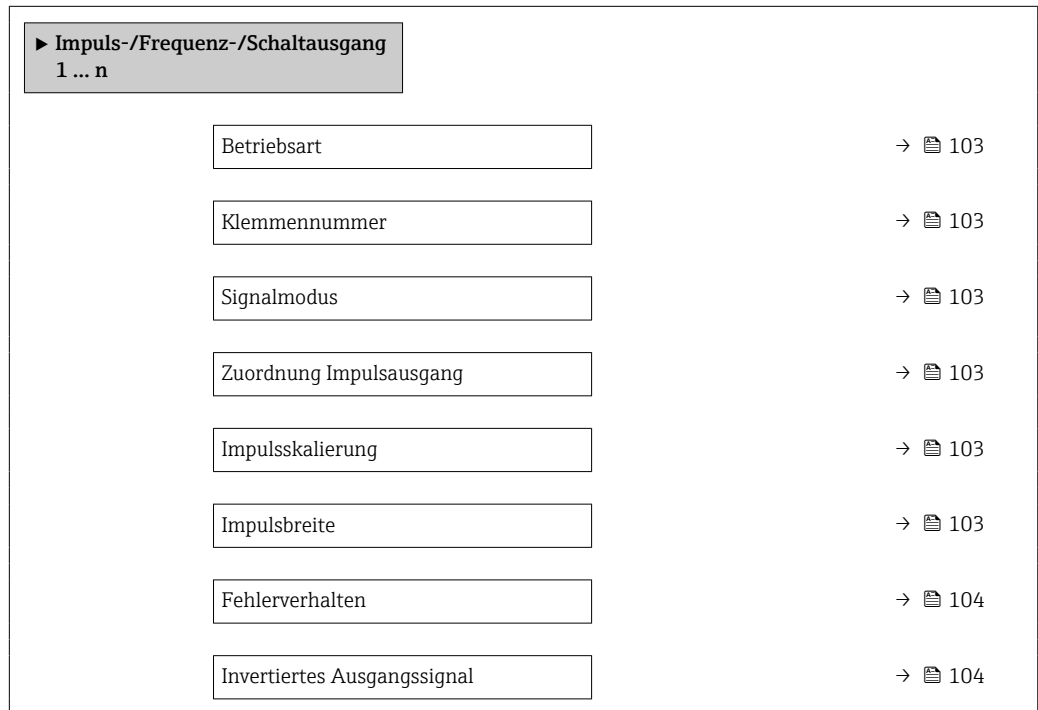 ► Impuls-/Frequenz-/Schaltausgang
1 … n
Betriebsart → 103
Klemmennummer → 103
Signalmodus → 103
Zuordnung Impulsausgang → 103
Impulsskalierung → 103
Impulsbreite → 103
Fehlerverhalten → 104
Invertiertes Ausgangssignal → 104